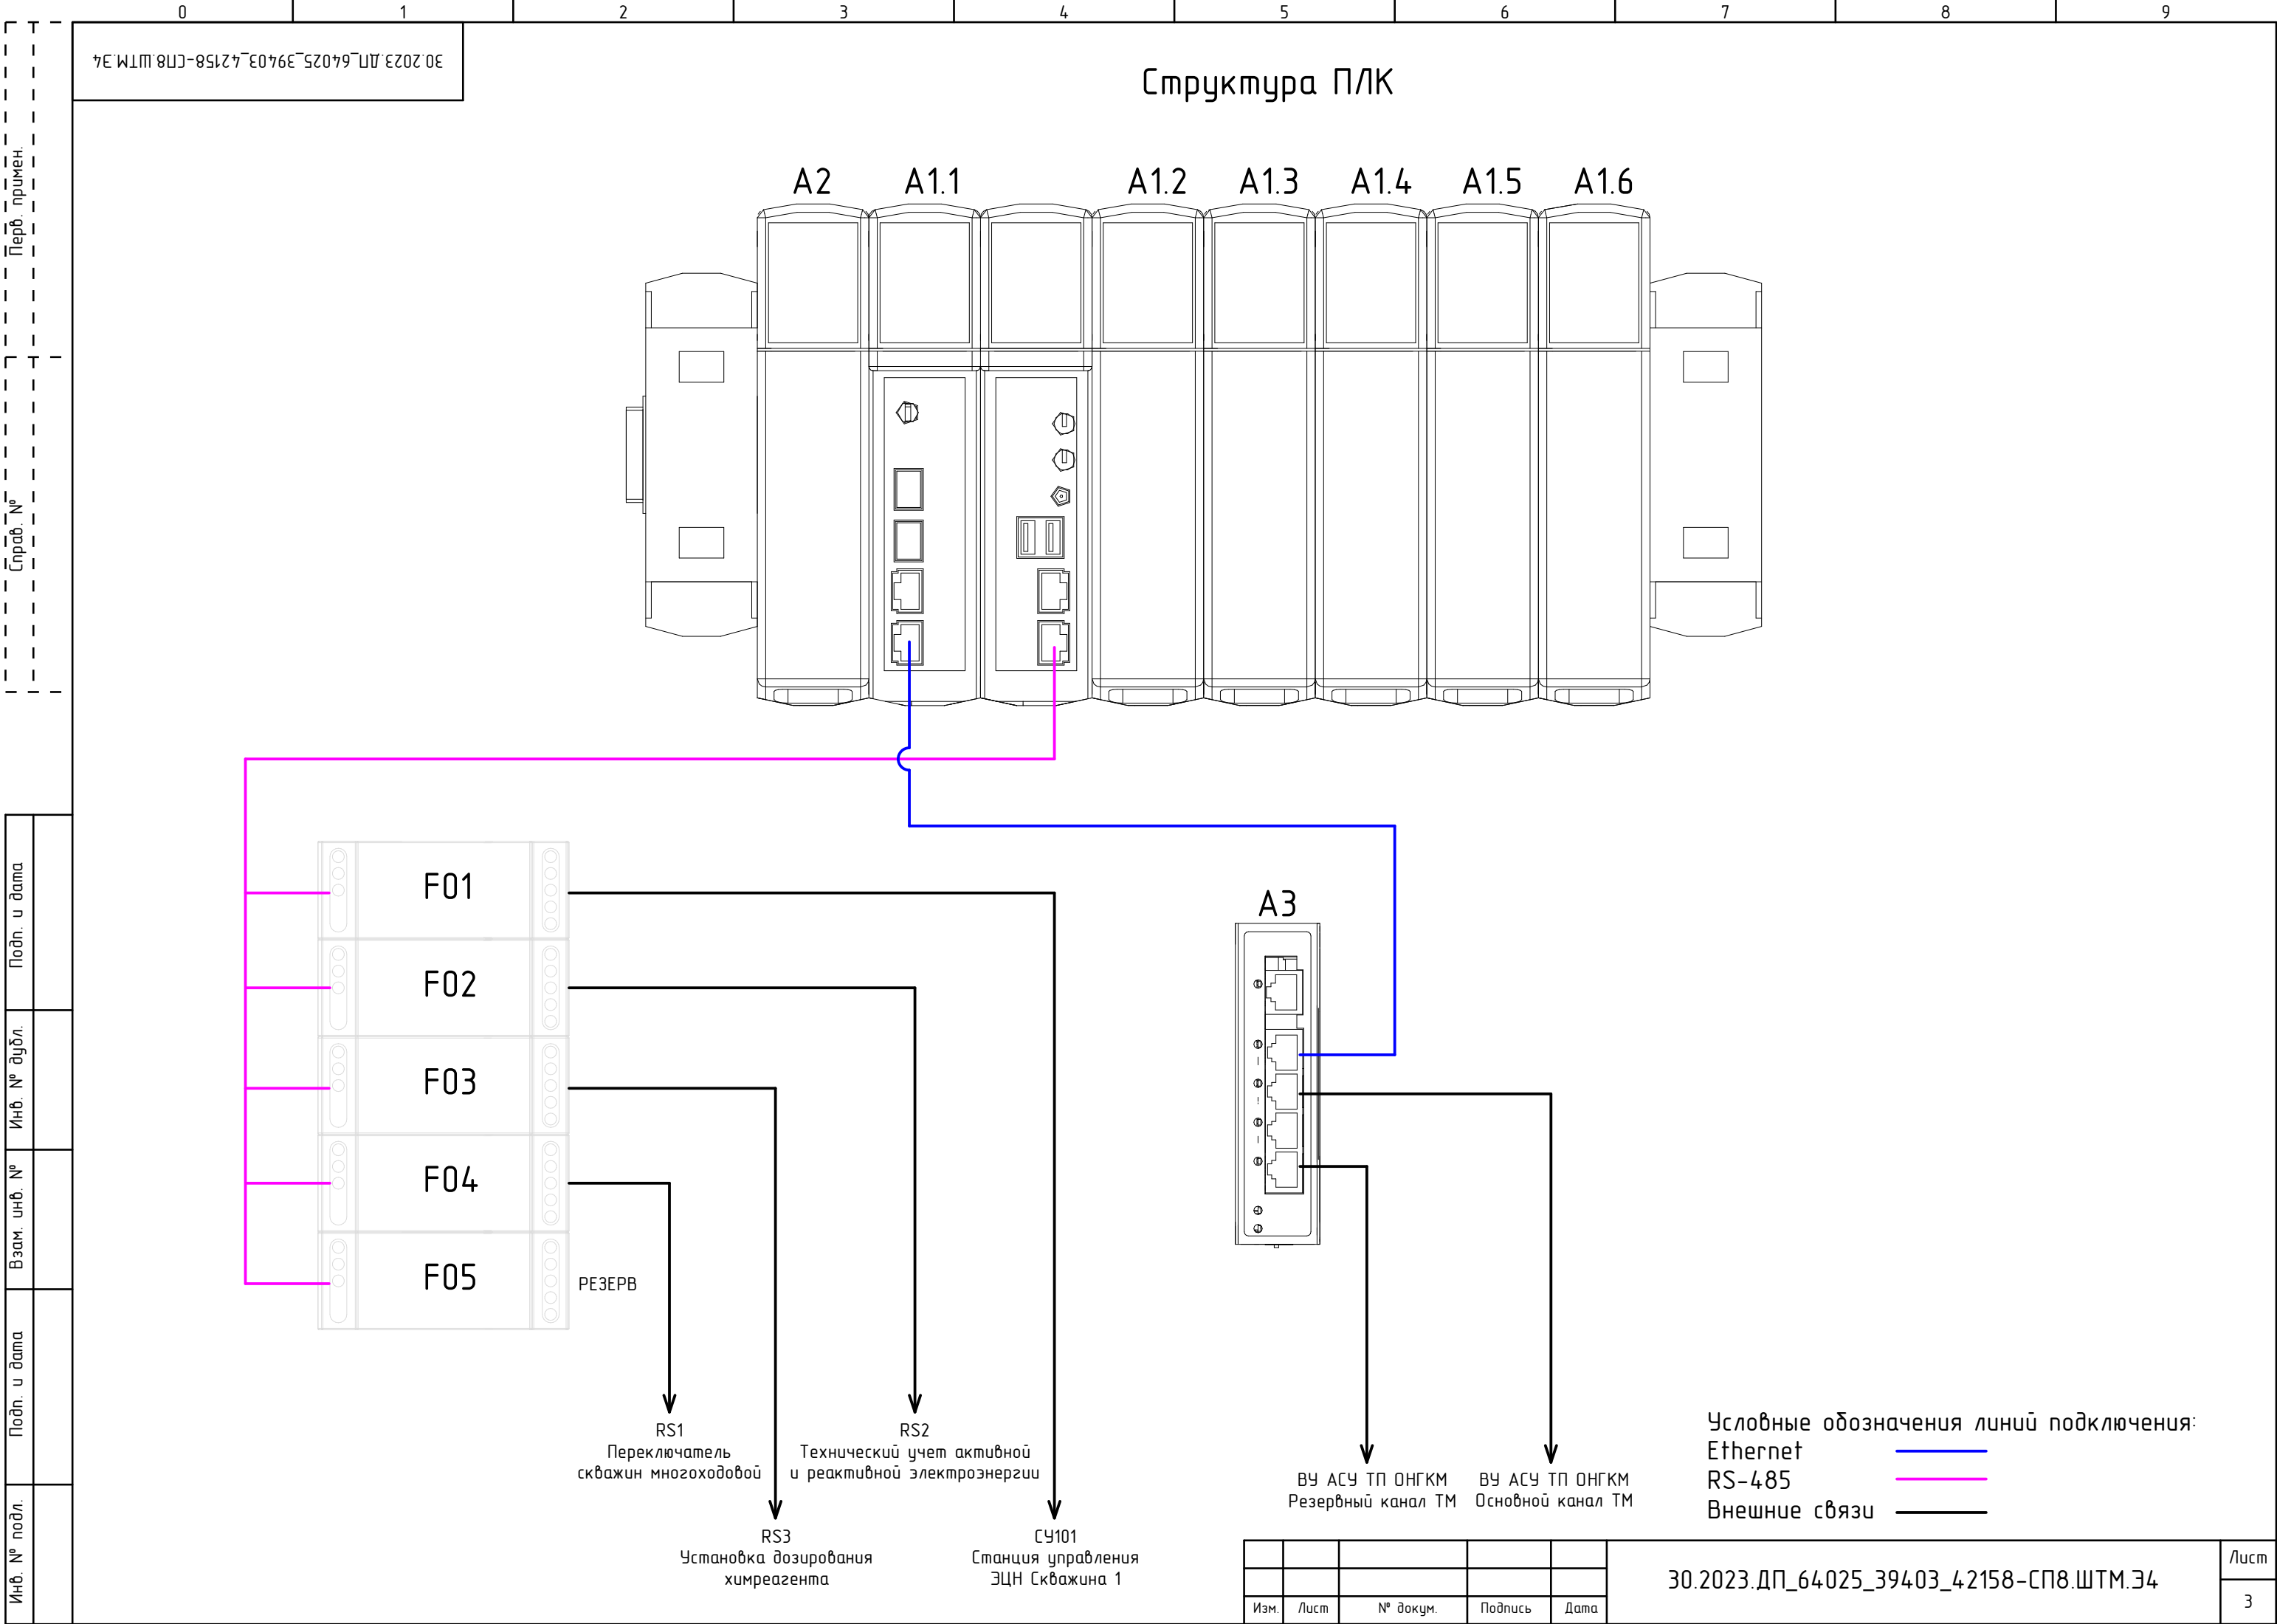 0 1 2 3 4 5 6 7 8 9
30.2023.ДП_64025_39403_42158-СП8.ШТМ.Э4
Структура ПЛК
Перв. примен.
Справ. №
Подп. и дата
Инв. № дубл.
Взам. инв. №
Подп. и дата
Инв. № подл.
A2 A1.1 A1.2 A1.3 A1.4 A1.5 A1.6
F01
F02
F03
F04
F05
РЕЗЕРВ
A3
RS1
Переключатель
скважин многоходовой
RS2
Технический учет активной
и реактивной электроэнергии
RS3
Установка дозирования
химреагента
СУ101
Станция управления
ЭЦН Скважина 1
ВУ АСУ ТП ОНГКМ
Резервный канал ТМ
ВУ АСУ ТП ОНГКМ
Основной канал ТМ
Условные обозначения линий подключения:
Ethernet
RS-485
Внешние связи
Изм. Лист № докум. Подпись Дата
30.2023.ДП_64025_39403_42158-СП8.ШТМ.Э4
Лист
3